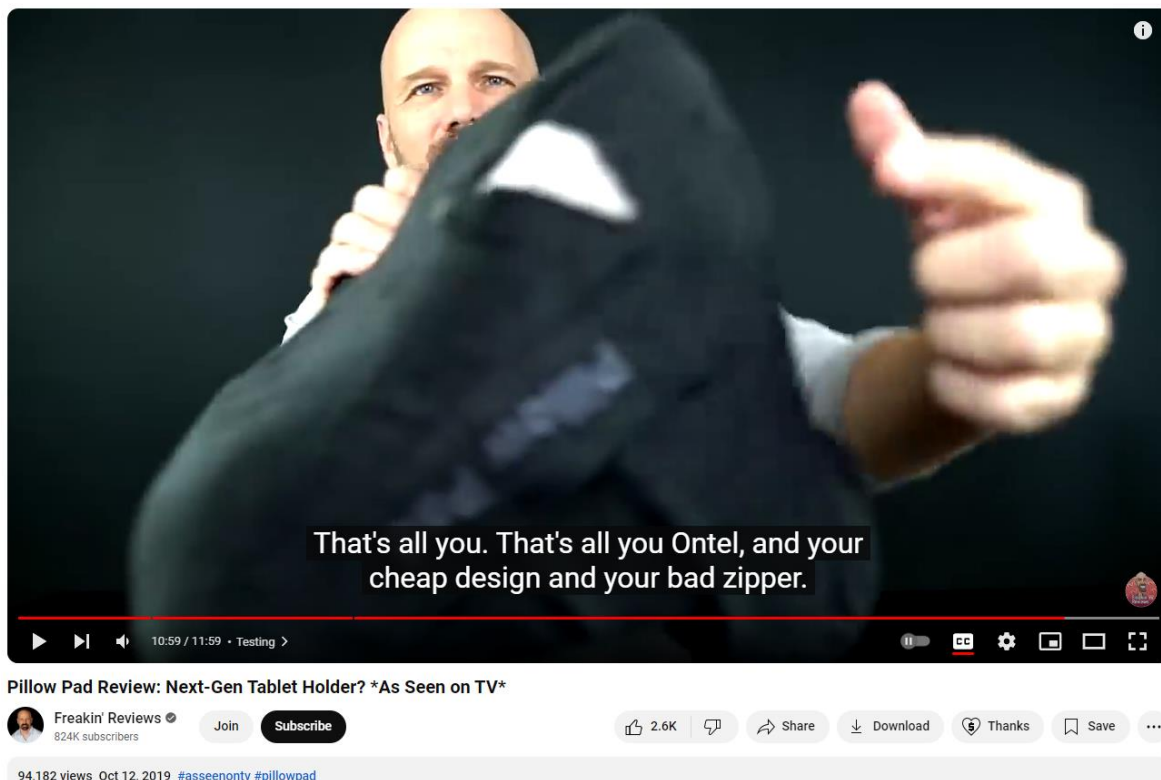 That's all you. That's all you Ontel, and your
cheap design and your bad zipper.
10:59 / 11:59 • Testing >
CC
Pillow Pad Review: Next-Gen Tablet Holder? *As Seen on TV*
Freakin' Reviews
824K subscribers
Join
Subscribe
2.6K
Share
Download
Thanks
Save
94,182 views Oct 12, 2019 #asseenontv #pillowpad